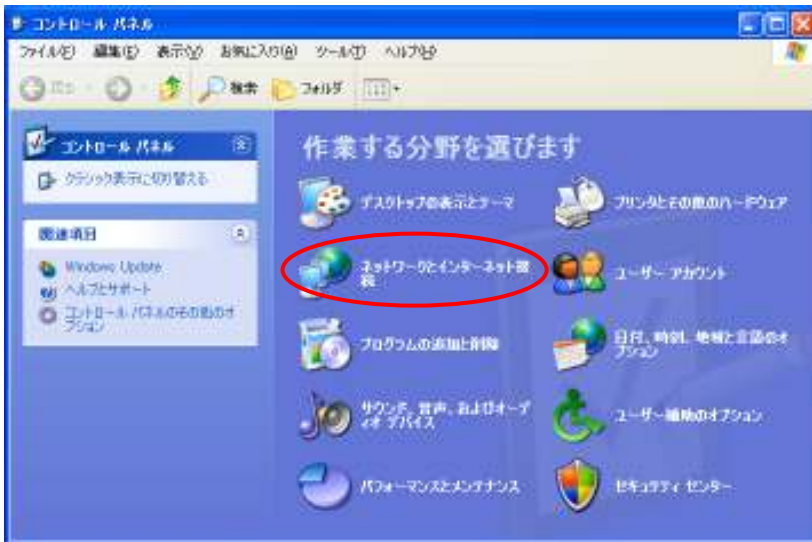 コントロール パネル
ファイル(F) 編集(E) 表示(V) お気に入り(A) ツール(T) ヘルプ(H)
戻る 検索 フォルダ
コントロール パネル
クラシック表示に切り替える
関連項目
Windows Update
ヘルプとサポート
コントロール パネルのその他のオ
プション
作業する分野を選びます
デスクトップの表示とテーマ
プリンタとその他のハードウェア
ネットワークとインターネット接
続
ユーザー アカウント
プログラムの追加と削除
日付、時刻、地域と言語のオ
プション
サウンド、音声、およびオーデ
ィオ デバイス
ユーザー補助のオプション
パフォーマンスとメンテナンス
セキュリティ センター